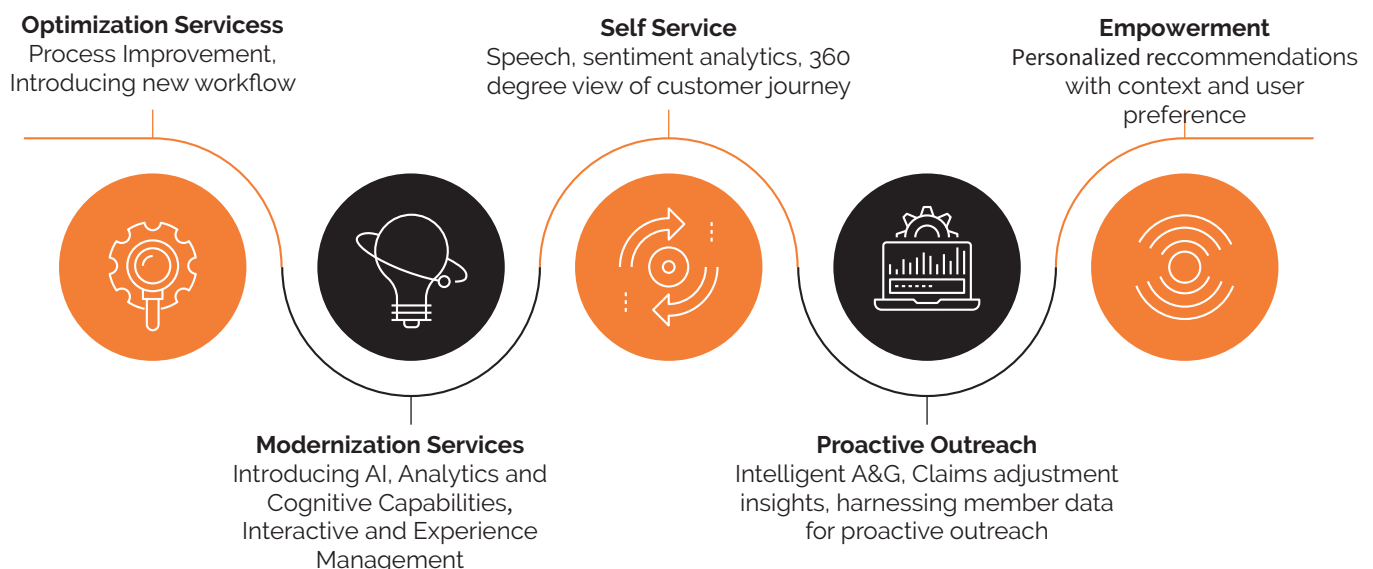 Optimization Servicess
Process Improvement,
Introducing new workflow
Self Service
Speech, sentiment analytics, 360
degree view of customer journey
Empowerment
Personalized reccommendations
with context and user
preference
Modernization Services
Introducing AI, Analytics and
Cognitive Capabilities,
Interactive and Experience
Management
Proactive Outreach
Intelligent A&G, Claims adjustment
insights, harnessing member data
for proactive outreach